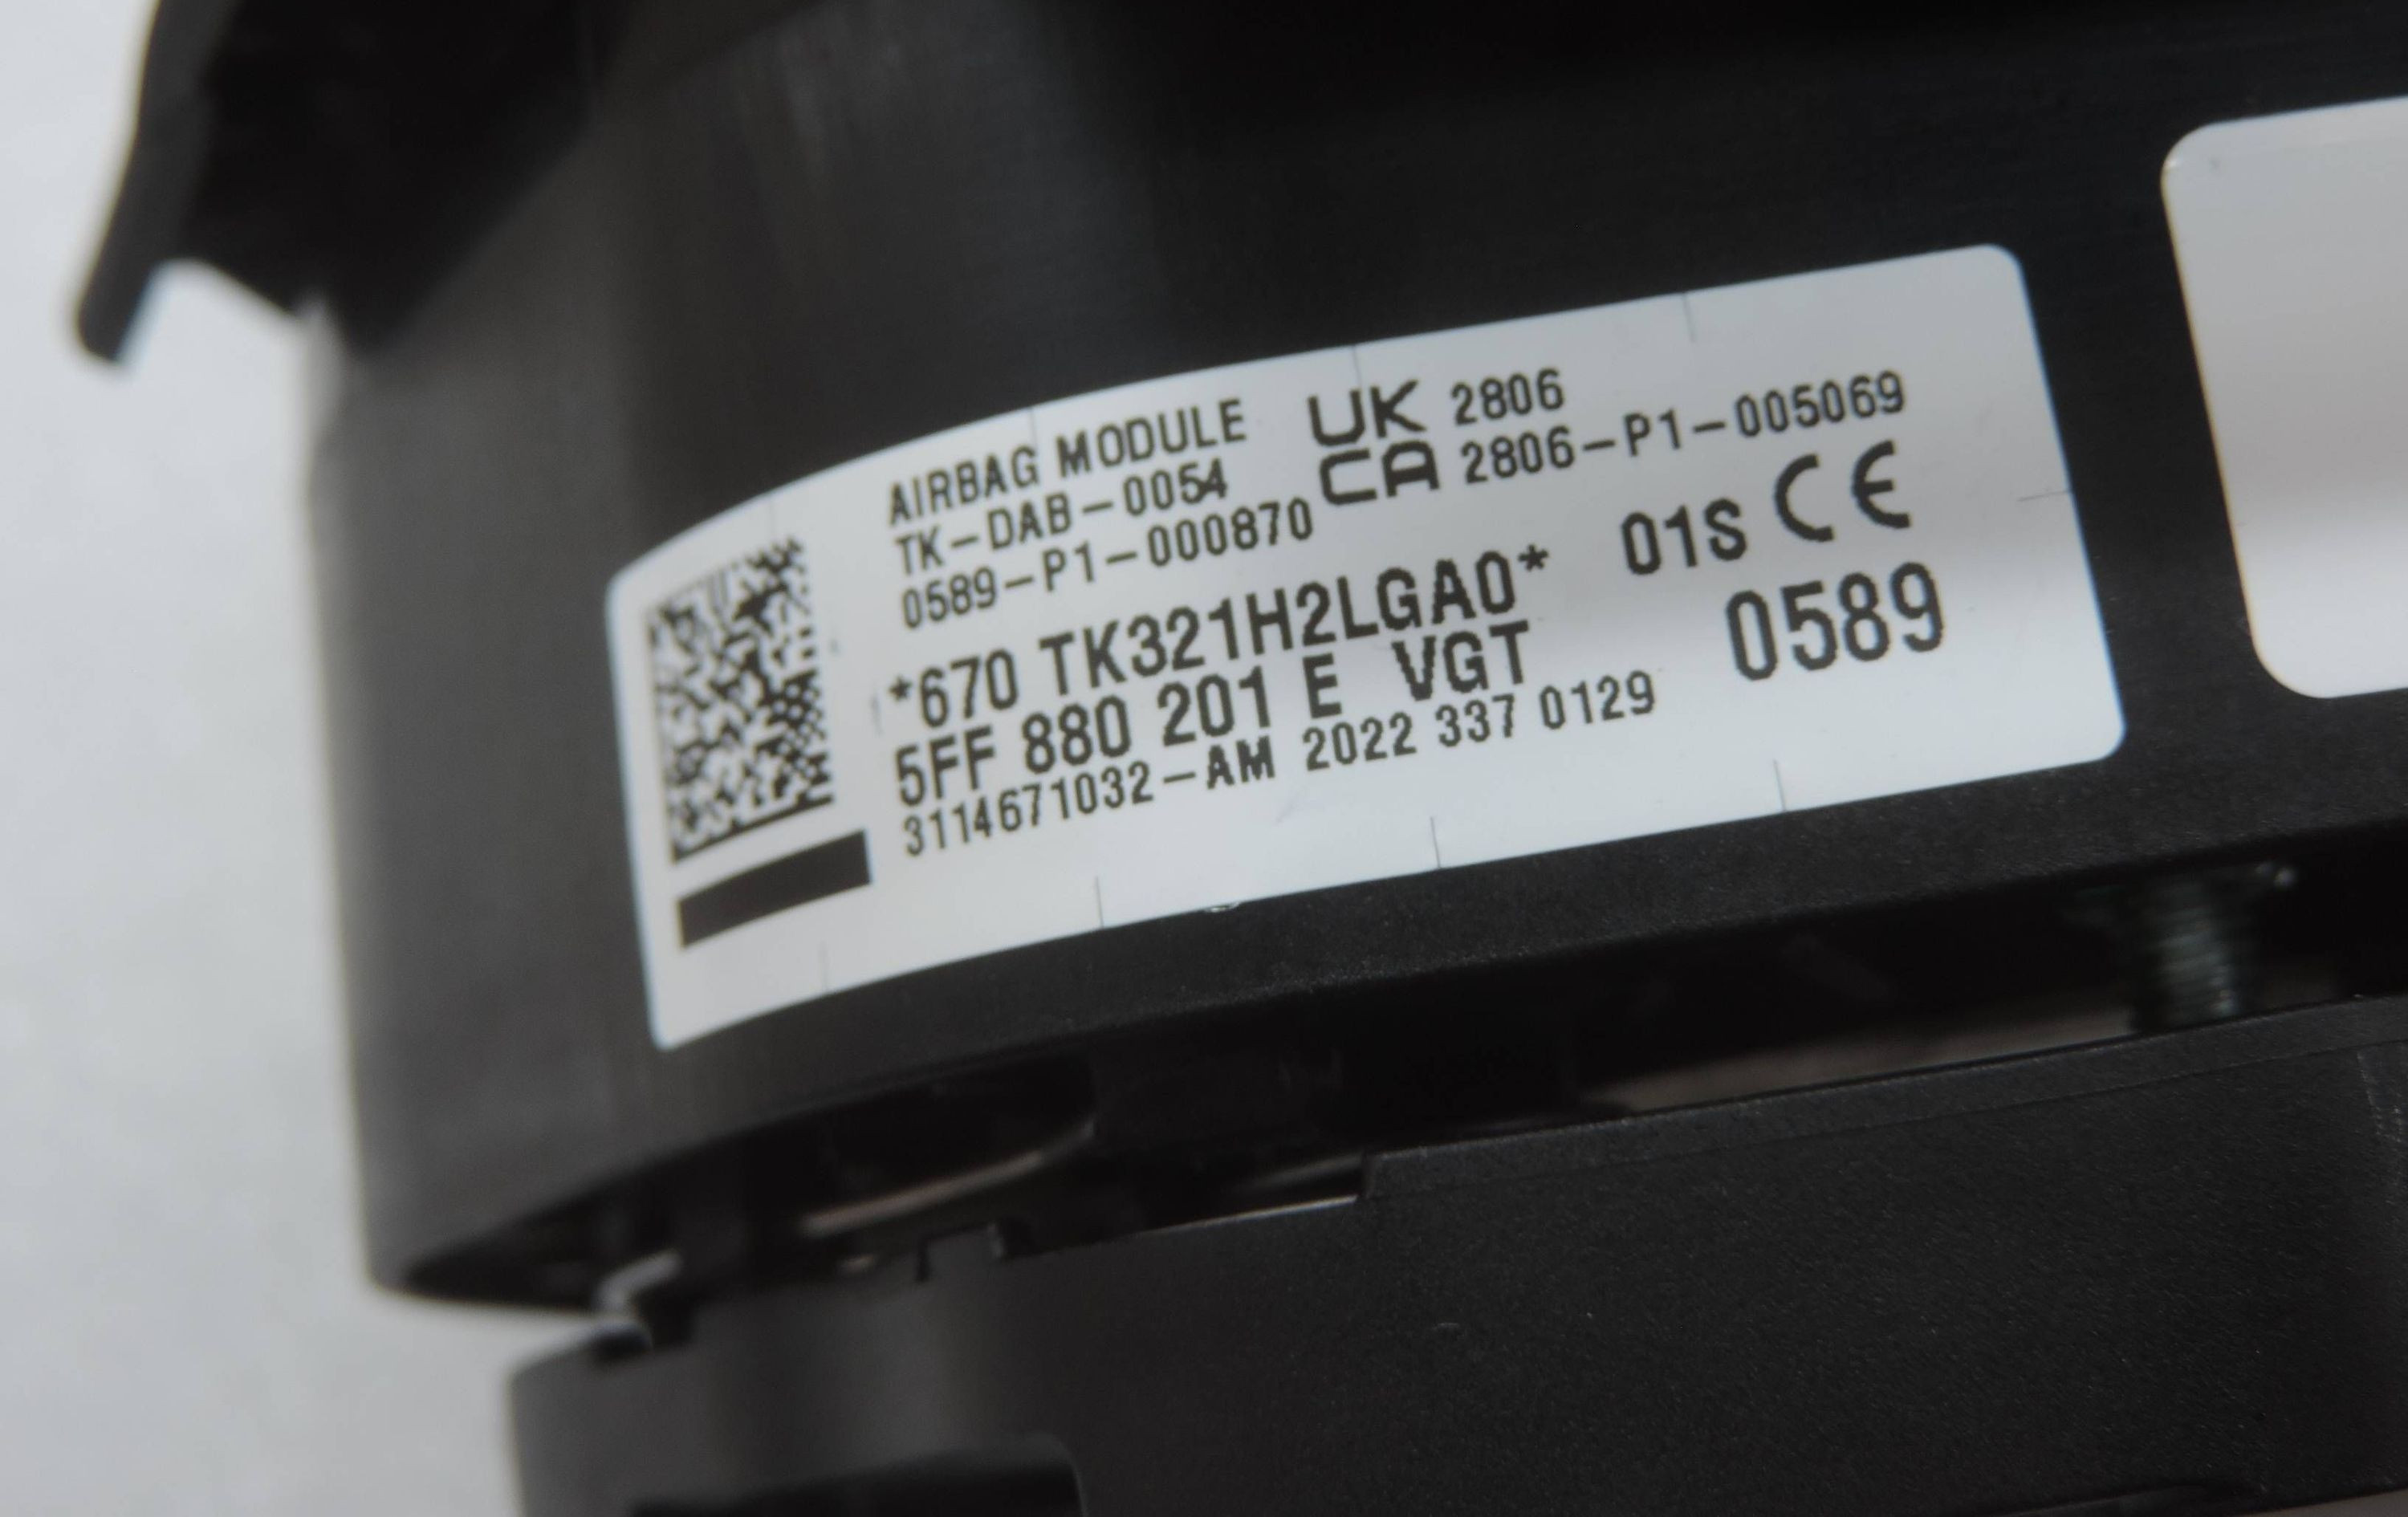 AIRBAG MODULE
TK-DAB-0054
0589-P1-000870
UK
CA
2806
2806-P1-005069
*670 TK321H2LGA0* 01S CE
5FF 880 201 E VGT 0589
3114671032-AM 2022 337 0129